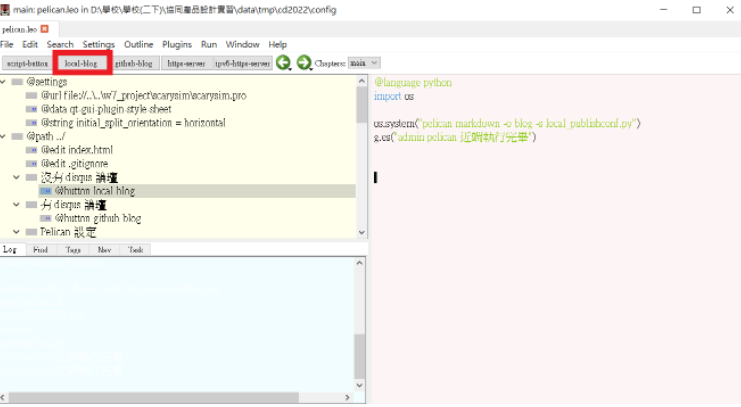 main: pelican.leo in D:\學校\學校(二下)\協同產品設計實習\data\tmp\cd2022\config
pelican.leo
File Edit Search Settings Outline Plugins Run Window Help
script-button local-blog github-blog https-server ipv6-https-server Chapters: main
@settings
@url file://..\..\w7_project\scarysim\scarysim.pro
@data qt-gui-plugin-style-sheet
@string initial_split_orientation = horizontal
@path ../
@edit index.html
@edit .gitignore
沒有 disqus 論壇
@button local blog
有 disqus 論壇
@button github blog
Pelican 設定
Log Find Tags Nav Task
@language python
import os
os.system("pelican markdown -o blog -s local_publishconf.py")
g.es("admin pelican 近端執行完畢")